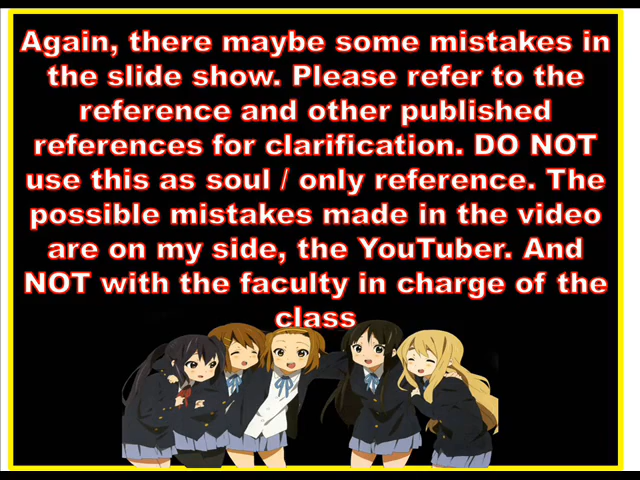 Again, there maybe some mistakes in
the slide show. Please refer to the
reference and other published
references for clarification. DO NOT
use this as soul / only reference. The
possible mistakes made in the video
are on my side, the YouTuber. And
NOT with the faculty in charge of the
class